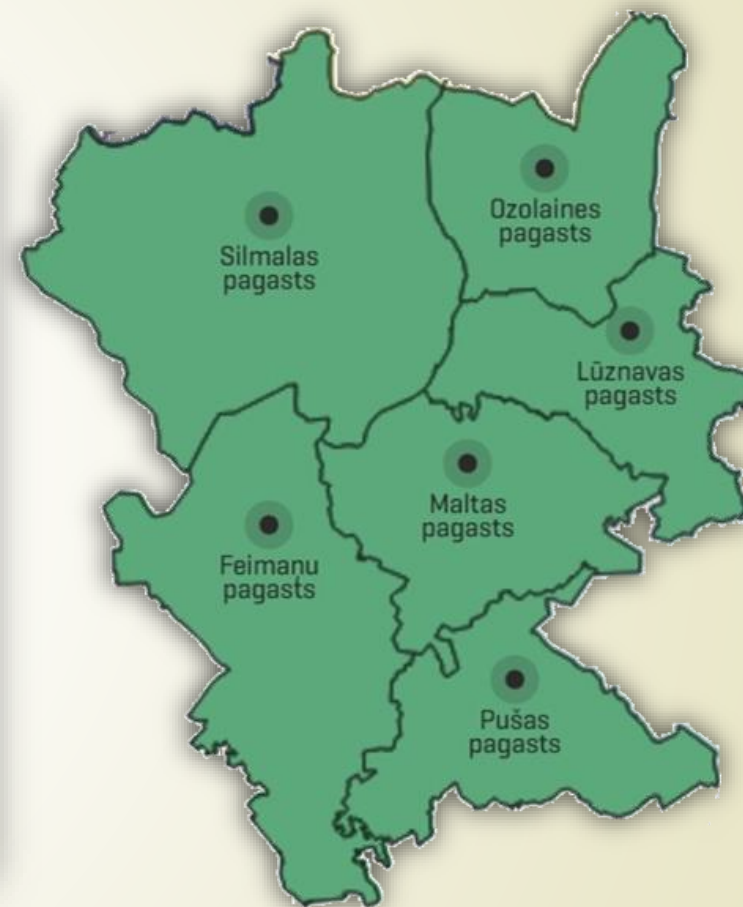 Ozolaines
pagasts
Silmalas
pagasts
Lūznavas
pagasts
Maltas
pagasts
Feimaņu
pagasts
Pušas
pagasts